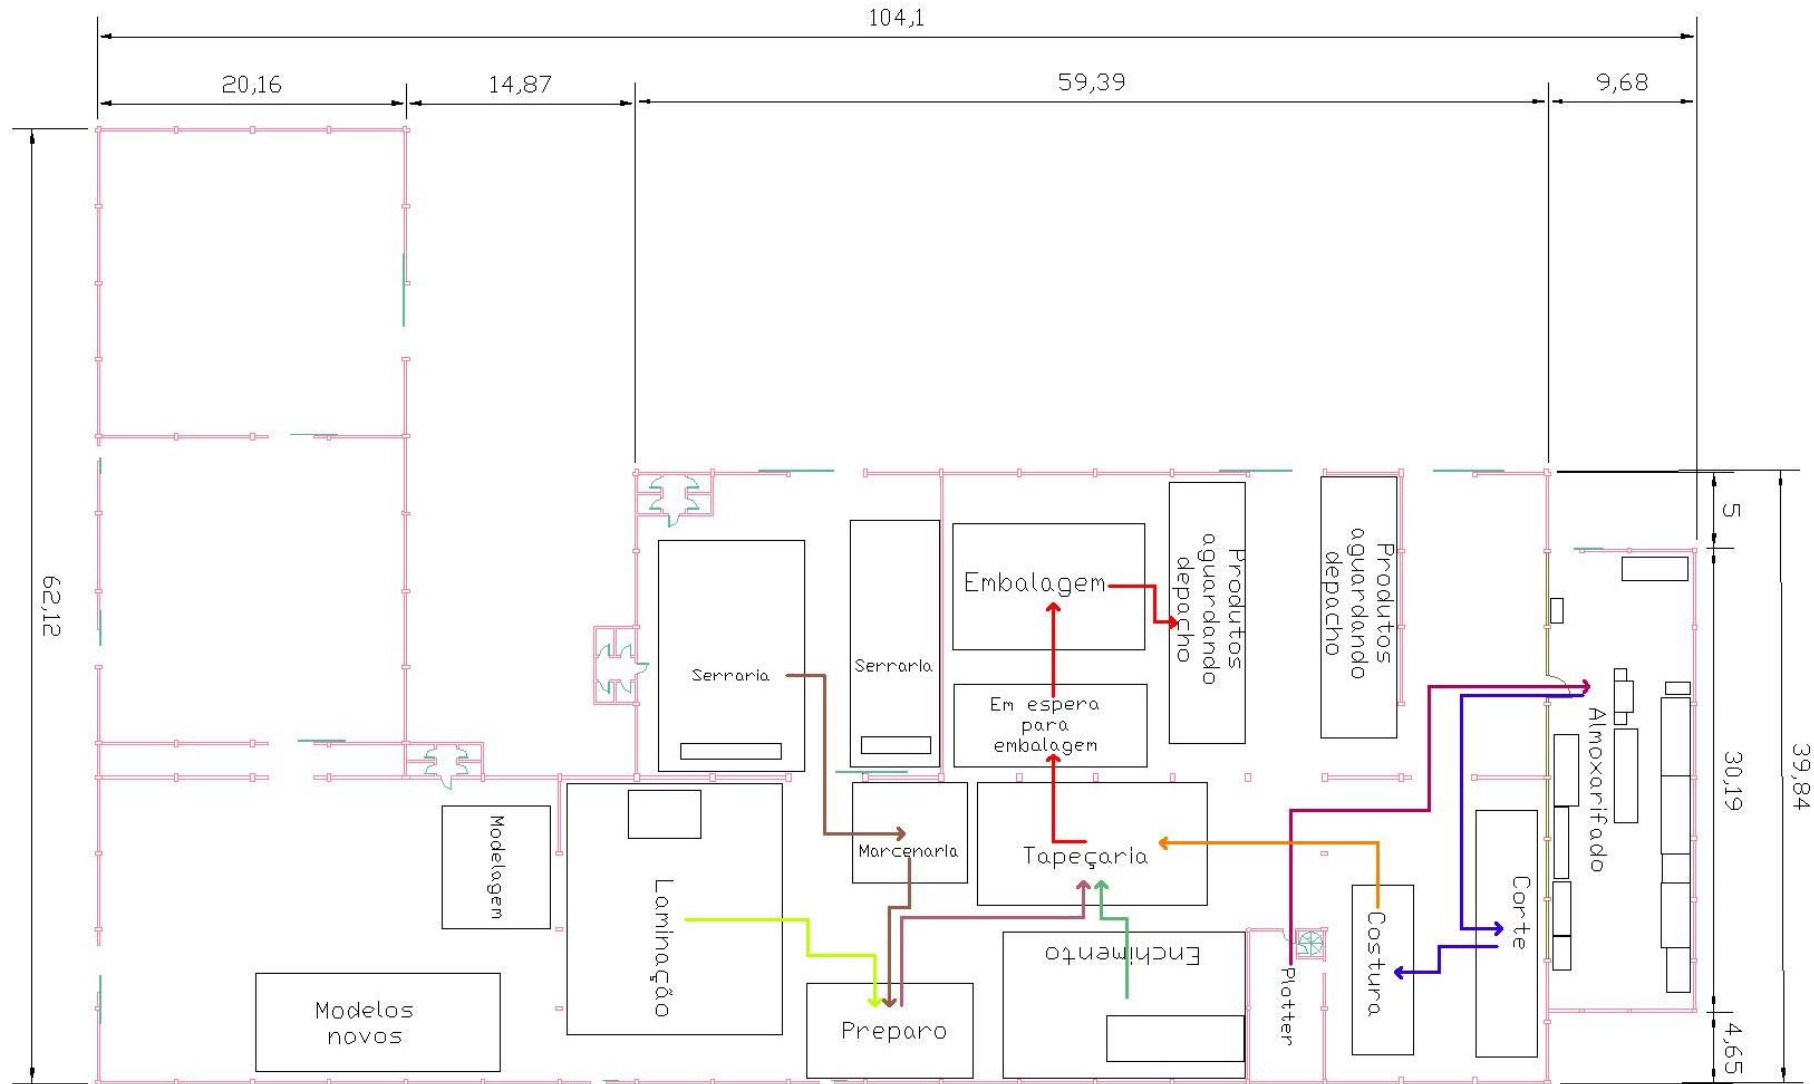 104,1
20,16
14,87
59,39
9,68
62,12
5
30,19
39,84
4,65
Serraria
Serraria
Embalagem
Em espera
para
embalagem
Produtos
aguardando
depacho
Produtos
aguardando
depacho
Almoxarifado
Modelagem
Laminação
Marcenaria
Tapeçaria
Enchimento
Corte
Costura
Plotter
Modelos
novos
Preparo